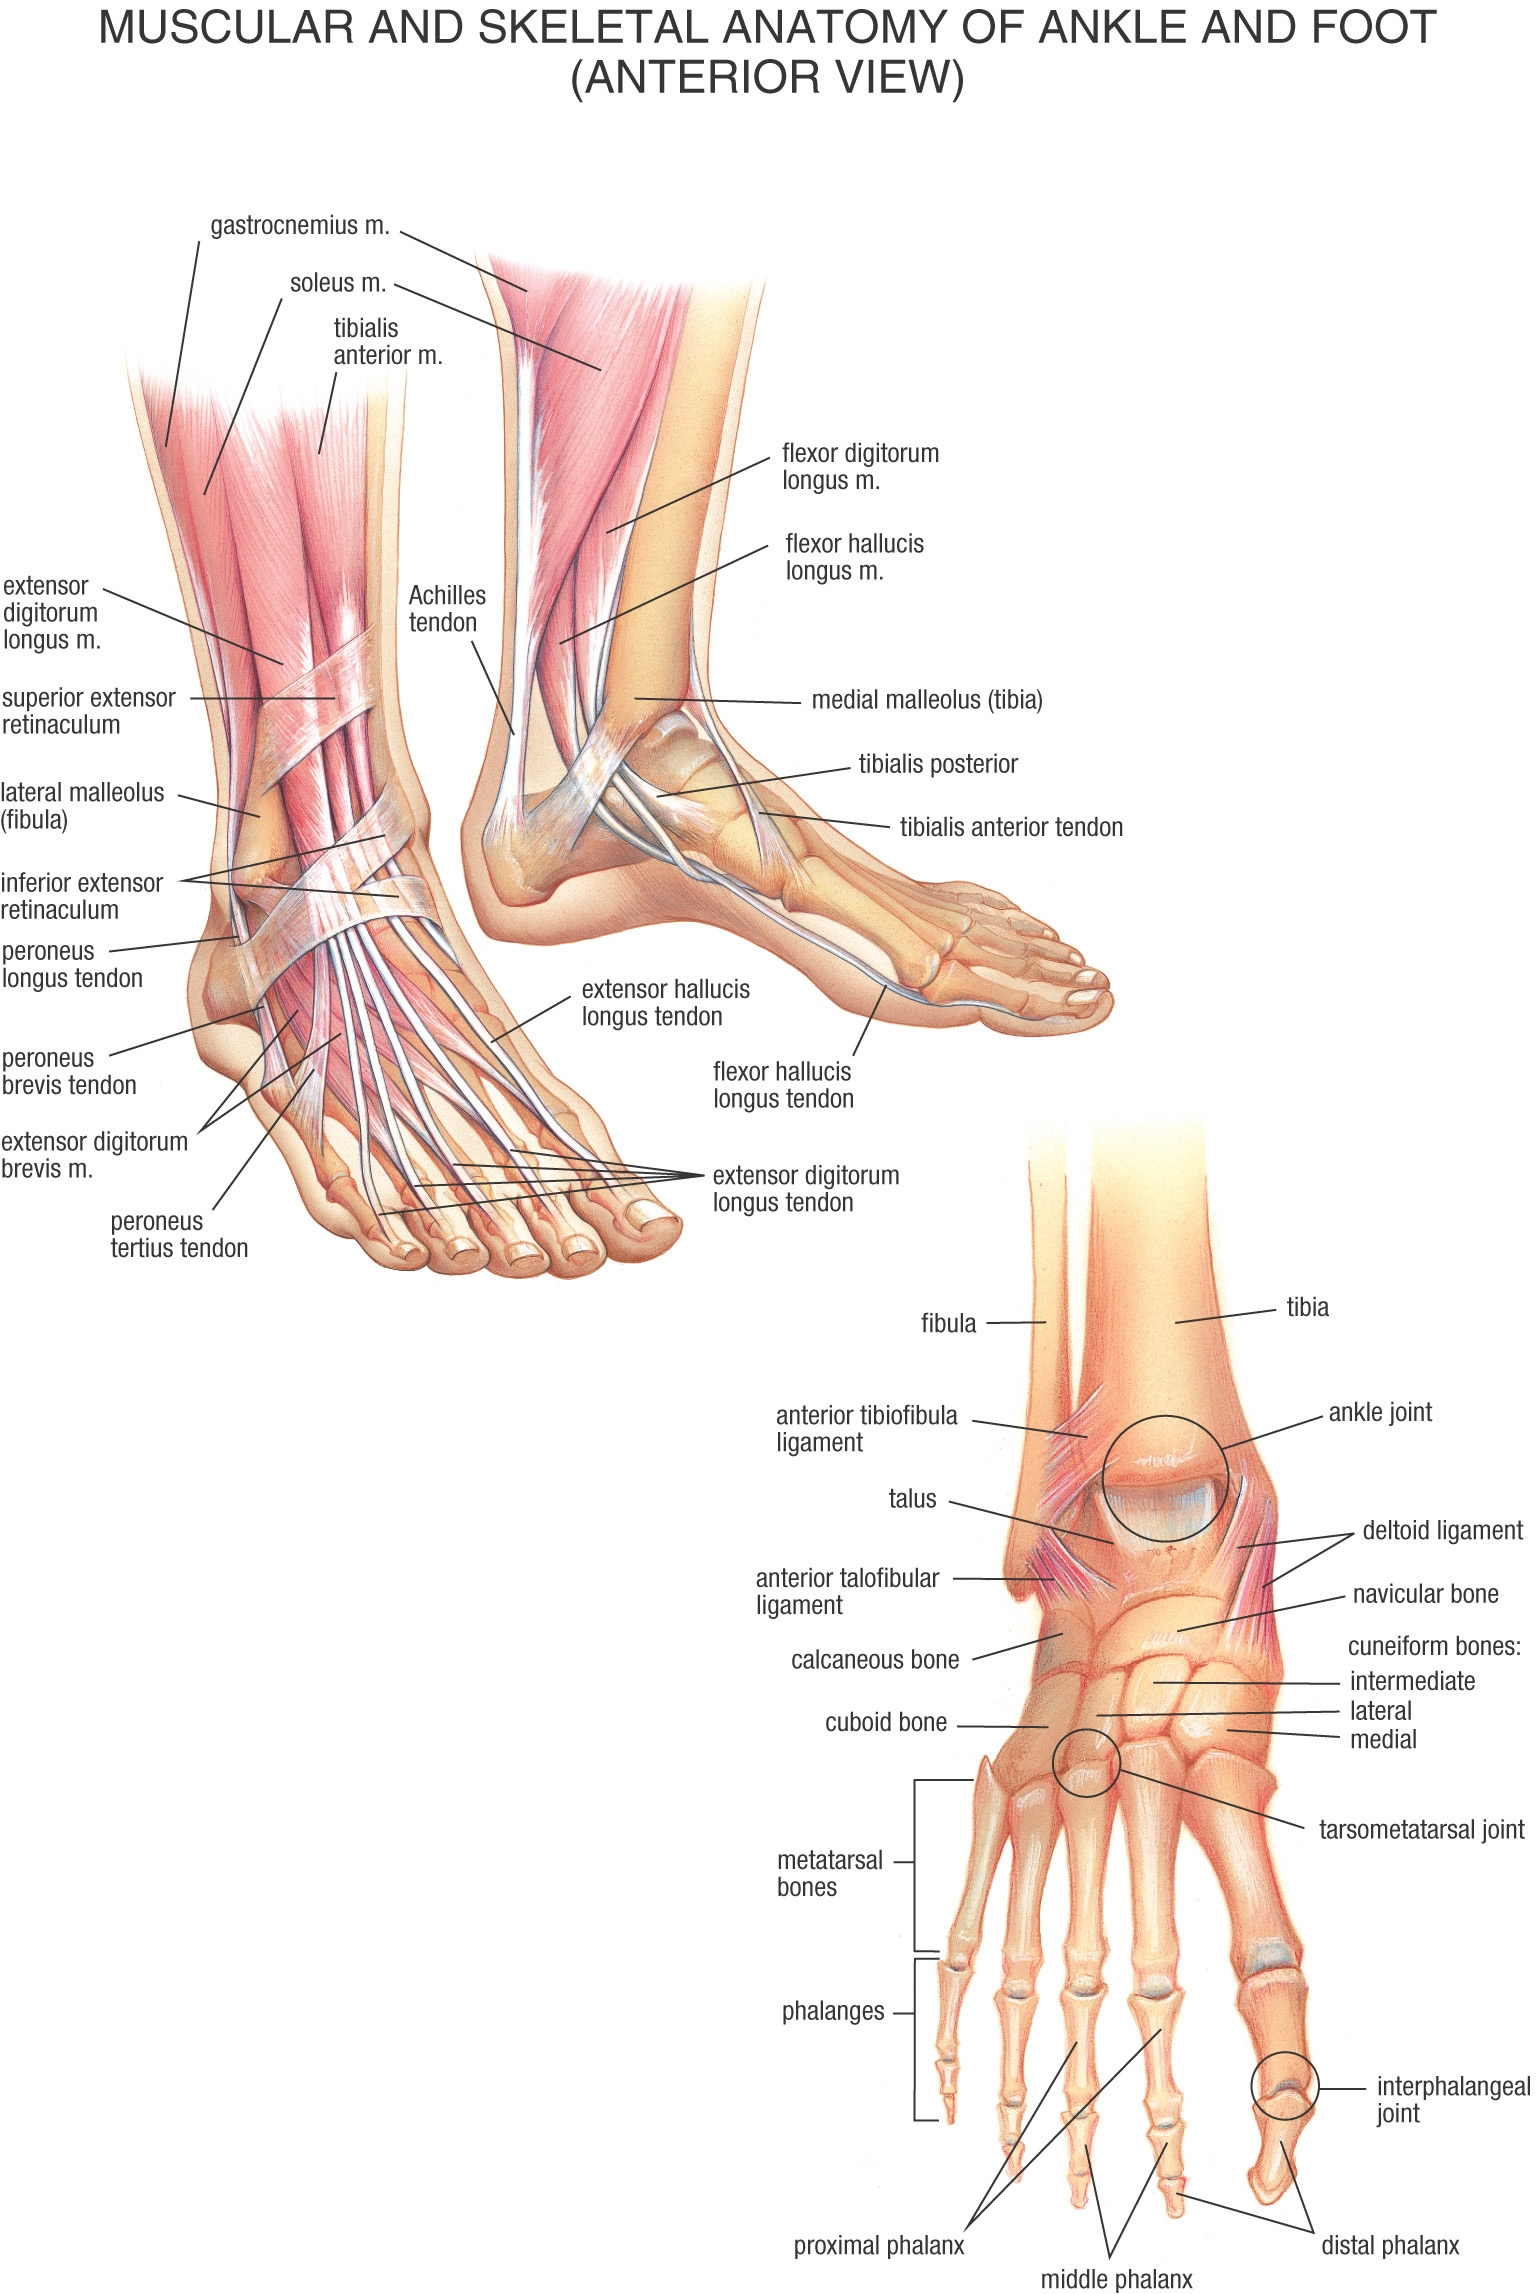 MUSCULAR AND SKELETAL ANATOMY OF ANKLE AND FOOT
(ANTERIOR VIEW)
gastrocnemius m.
soleus m.
tibialis
anterior m.
flexor digitorum
longus m.
flexor hallucis
longus m.
extensor
digitorum
longus m.
Achilles
tendon
superior extensor
retinaculum
medial malleolus (tibia)
tibialis posterior
lateral malleolus
(fibula)
tibialis anterior tendon
inferior extensor
retinaculum
peroneus
longus tendon
extensor hallucis
longus tendon
peroneus
brevis tendon
flexor hallucis
longus tendon
extensor digitorum
brevis m.
extensor digitorum
longus tendon
peroneus
tertius tendon
fibula
tibia
anterior tibiofibula
ligament
ankle joint
talus
deltoid ligament
anterior talofibular
ligament
navicular bone
calcaneous bone
cuneiform bones:
intermediate
lateral
medial
cuboid bone
tarsometatarsal joint
metatarsal
bones
phalanges
interphalangeal
joint
proximal phalanx
middle phalanx
distal phalanx